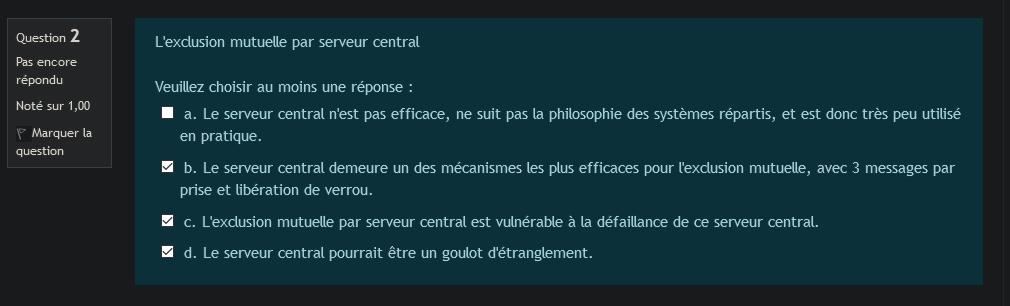 Question 2
Pas encore
répondu
Noté sur 1,00
Marquer la
question
L'exclusion mutuelle par serveur central
Veuillez choisir au moins une réponse :
a. Le serveur central n'est pas efficace, ne suit pas la philosophie des systèmes répartis, et est donc très peu utilisé
en pratique.
b. Le serveur central demeure un des mécanismes les plus efficaces pour l'exclusion mutuelle, avec 3 messages par
prise et libération de verrou.
c. L'exclusion mutuelle par serveur central est vulnérable à la défaillance de ce serveur central.
d. Le serveur central pourrait être un goulot d'étranglement.